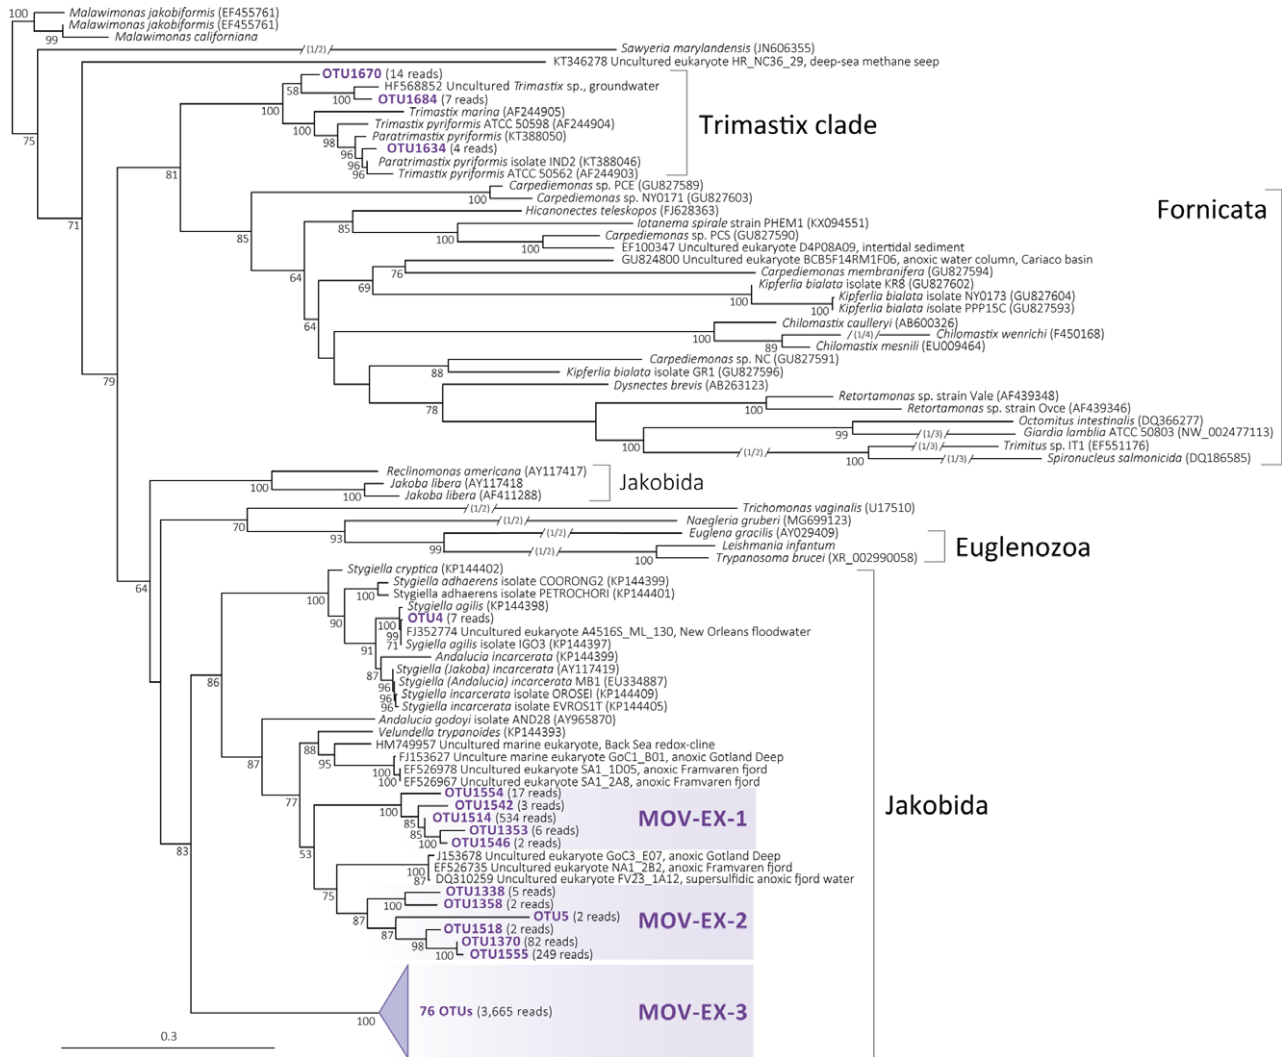 100
Malawimonas jakobiformis (EF455761)
Malawimonas jakobiformis (EF455761)
99
Malawimonas californiana
(1/2)
Sawyeria marylandensis (JN606355)
75
KT346278 Uncultured eukaryote HR_NC36_29, deep-sea methane seep
OTU1670 (14 reads)
58
HF568852 Uncultured Trimastix sp., groundwater
100
OTU1684 (7 reads)
100
Trimastix marina (AF244905)
100
Trimastix pyriformis ATCC 50598 (AF244904)
98
Paratrimastix pyriformis (KT388050)
96
OTU1634 (4 reads)
96
Paratrimastix pyriformis isolate IND2 (KT388046)
96
Trimastix pyriformis ATCC 50562 (AF244903)
Trimastix clade
81
Carpediemonas sp. PCE (GU827589)
100
Carpediemonas sp. NY0171 (GU827603)
Fornicata
71
85
Hicanonectes teleskopos (FJ628363)
85
Iotanema spirale strain PHEM1 (KX094551)
100
Carpediemonas sp. PCS (GU827590)
100
EF100347 Uncultured eukaryote D4P08A09, intertidal sediment
64
GU824800 Uncultured eukaryote BCB5F14RM1F06, anoxic water column, Cariaco basin
76
Carpediemonas membranifera (GU827594)
69
Kipferlia bialata isolate KR8 (GU827602)
100
Kipferlia bialata isolate NY0173 (GU827604)
100
Kipferlia bialata isolate PPP15C (GU827593)
64
Chilomastix caulleryi (AB600326)
100
(1/4)
Chilomastix wenrichi (F450168)
89
Chilomastix mesnili (EU009464)
Carpediemonas sp. NC (GU827591)
88
Kipferlia bialata isolate GR1 (GU827596)
79
Dysnectes brevis (AB263123)
78
Retortamonas sp. strain Vale (AF439348)
100
Retortamonas sp. strain Ovce (AF439346)
Octomitus intestinalis (DQ366277)
100
99
(1/3)
Giardia lamblia ATCC 50803 (NW_002477113)
(1/2)
(1/3)
Trimitus sp. IT1 (EF551176)
100
(1/3)
Spironucleus salmonicida (DQ186585)
Reclinomonas americana (AY117417)
100
Jakoba libera (AY117418
100
Jakoba libera (AF411288)
Jakobida
(1/2)
Trichomonas vaginalis (U17510)
70
(1/2)
Naegleria gruberi (MG699123)
93
(1/2)
Euglena gracilis (AY029409)
99
(1/2)
Leishmania infantum
100
Trypanosoma brucei (XR_002990058)
Euglenozoa
64
Stygiella cryptica (KP144402)
Stygiella adhaerens isolate COORONG2 (KP144399)
100
100
Stygiella adhaerens isolate PETROCHORI (KP144401)
90
Stygiella agilis (KP144398)
100
OTU4 (7 reads)
99
FJ352774 Uncultured eukaryote A4516S_ML_130, New Orleans floodwater
71
Sygiella agilis isolate IGO3 (KP144397)
91
Andalucia incarcerata (KP144399)
87
Stygiella (Jakoba) incarcerata (AY117419)
86
96
Stygiella (Andalucia) incarcerata MB1 (EU334887)
96
Stygiella incarcerata isolate OROSEI (KP144409)
96
Stygiella incarcerata isolate EVROS1T (KP144405)
Andalucia godoyi isolate AND28 (AY965870)
87
Velundella trypanoides (KP144393)
88
HM749957 Uncultured marine eukaryote, Back Sea redox-cline
95
FJ153627 Unculture marine eukaryote GoC1_B01, anoxic Gotland Deep
100
EF526978 Uncultured eukaryote SA1_1D05, anoxic Framvaren fjord
100
EF526967 Uncultured eukaryote SA1_2A8, anoxic Framvaren fjord
77
OTU1554 (17 reads)
100
OTU1542 (3 reads)
85
OTU1514 (534 reads)
85
OTU1353 (6 reads)
100
OTU1546 (2 reads)
MOV-EX-1
Jakobida
83
53
J153678 Uncultured eukaryote GoC3_E07, anoxic Gotland Deep
100
EF526735 Uncultured eukaryote NA1_2B2, anoxic Framvaren fjord
87
DQ310259 Uncultured eukaryote FV23_1A12, supersulfidic anoxic fjord water
75
OTU1338 (5 reads)
100
OTU1358 (2 reads)
87
OTU5 (2 reads)
87
OTU1518 (2 reads)
98
OTU1370 (82 reads)
100
OTU1555 (249 reads)
MOV-EX-2
100
76 OTUs (3,665 reads)
MOV-EX-3
0.3